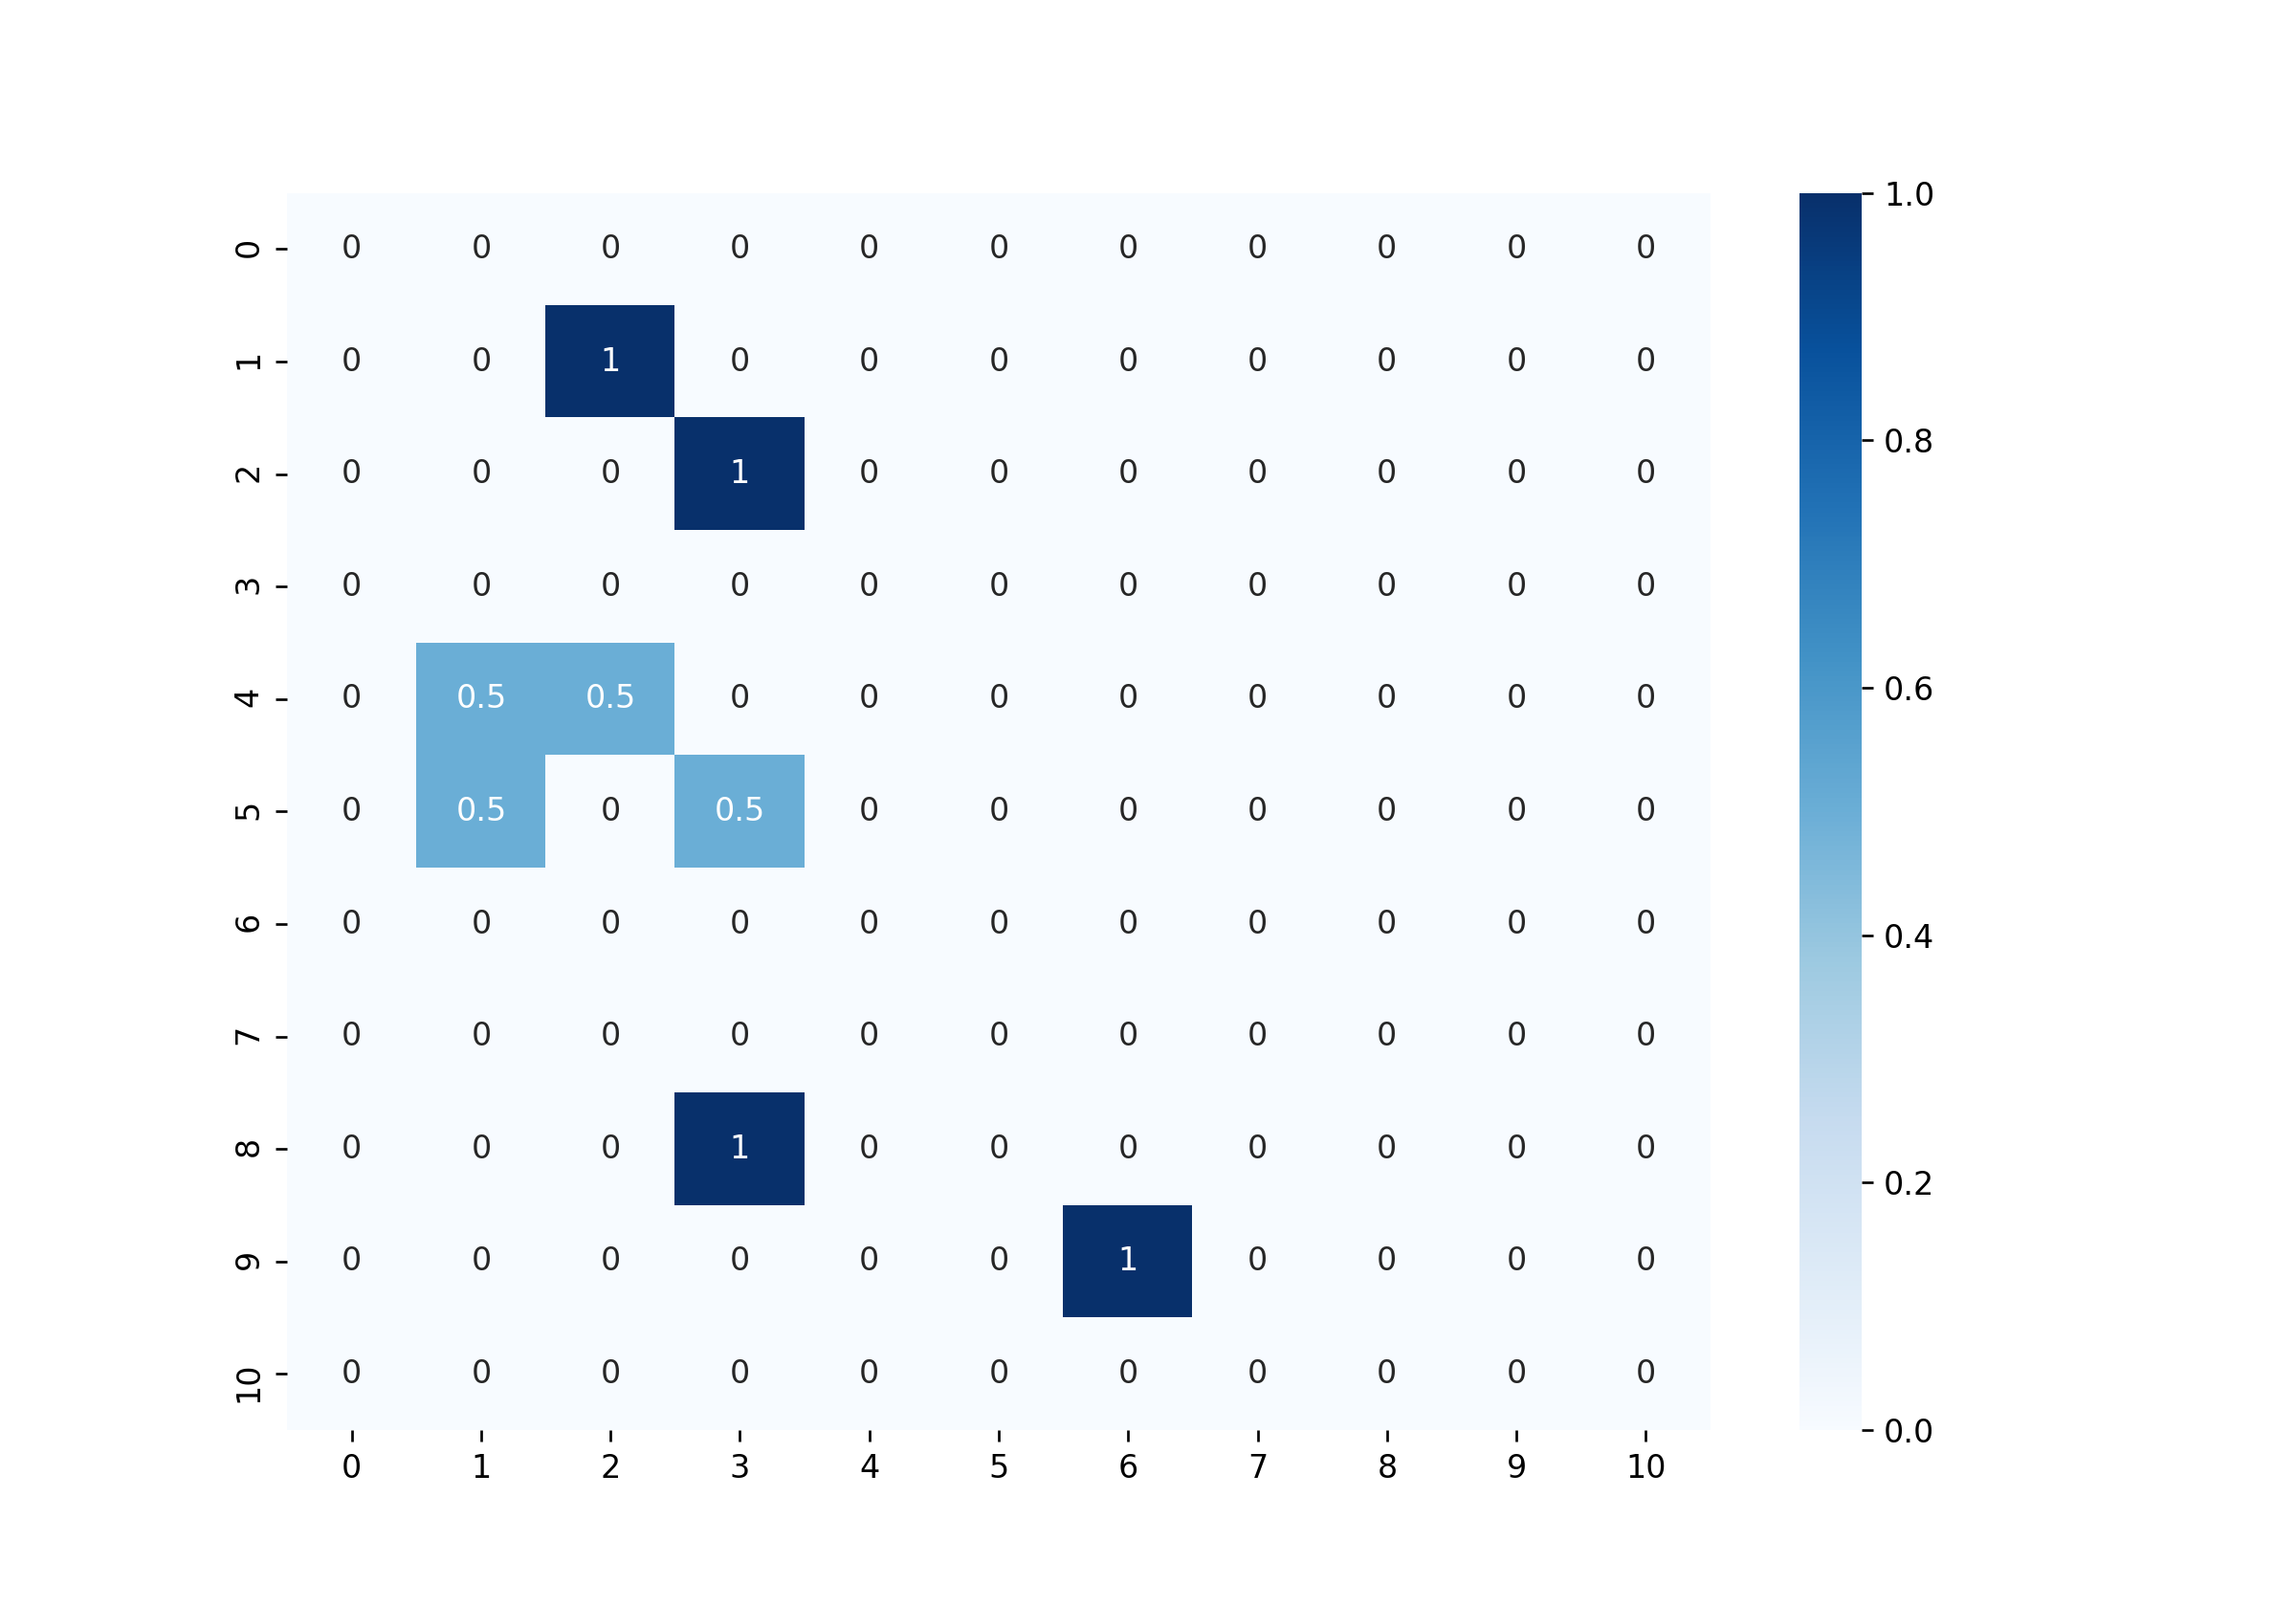 1.0
0 0 0 0 0 0 0 0 0 0 0 0
1 0 0 1 0 0 0 0 0 0 0 0
0.8
2 0 0 0 1 0 0 0 0 0 0 0
3 0 0 0 0 0 0 0 0 0 0 0
0.6
4 0 0.5 0.5 0 0 0 0 0 0 0 0
5 0 0.5 0 0.5 0 0 0 0 0 0 0
6 0 0 0 0 0 0 0 0 0 0 0
0.4
7 0 0 0 0 0 0 0 0 0 0 0
8 0 0 0 1 0 0 0 0 0 0 0
0.2
9 0 0 0 0 0 0 1 0 0 0 0
10 0 0 0 0 0 0 0 0 0 0 0
0.0
0 1 2 3 4 5 6 7 8 9 10